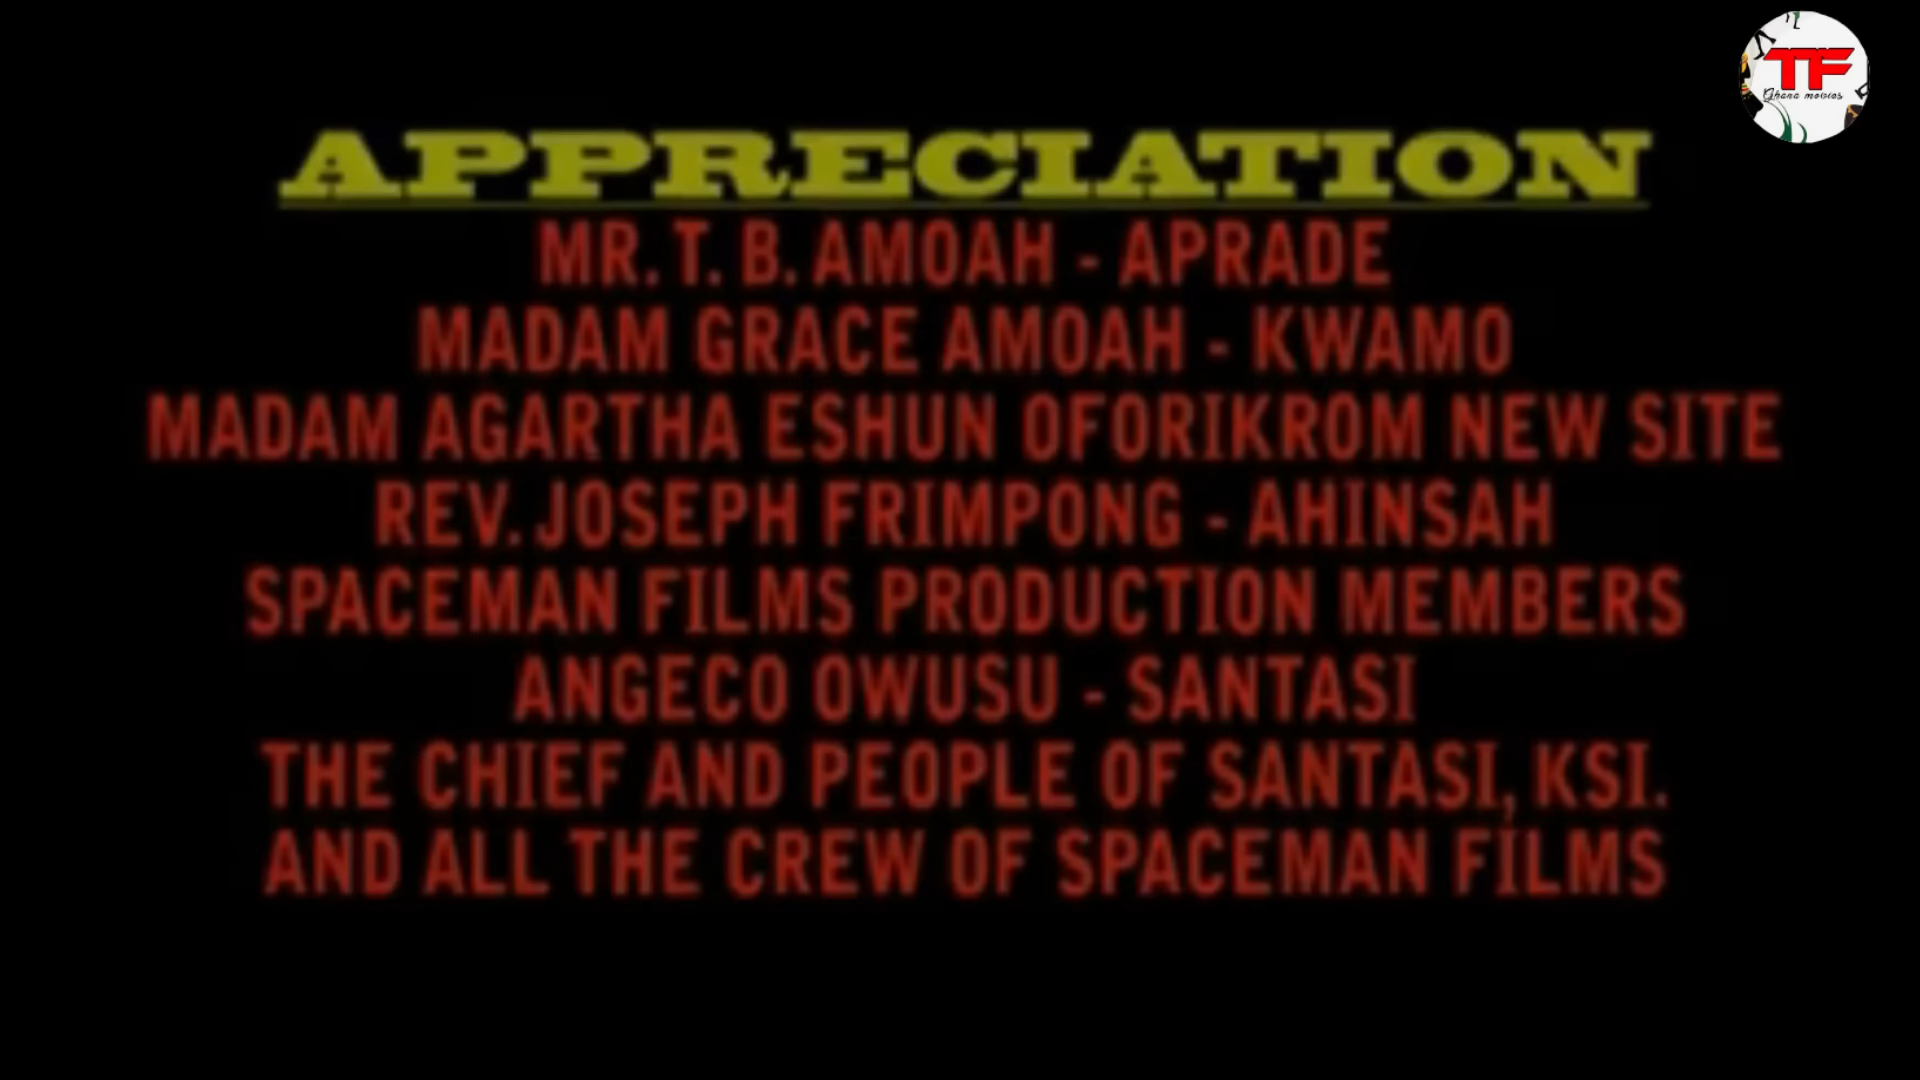 TF
Ghana movies
APPRECIATION
MR. T. B. AMOAH - APRADE
MADAM GRACE AMOAH - KWAMO
MADAM AGARTHA ESHUN OFORIKROM NEW SITE
REV. JOSEPH FRIMPONG - AHINSAH
SPACEMAN FILMS PRODUCTION MEMBERS
ANGECO OWUSU - SANTASI
THE CHIEF AND PEOPLE OF SANTASI, KSI.
AND ALL THE CREW OF SPACEMAN FILMS